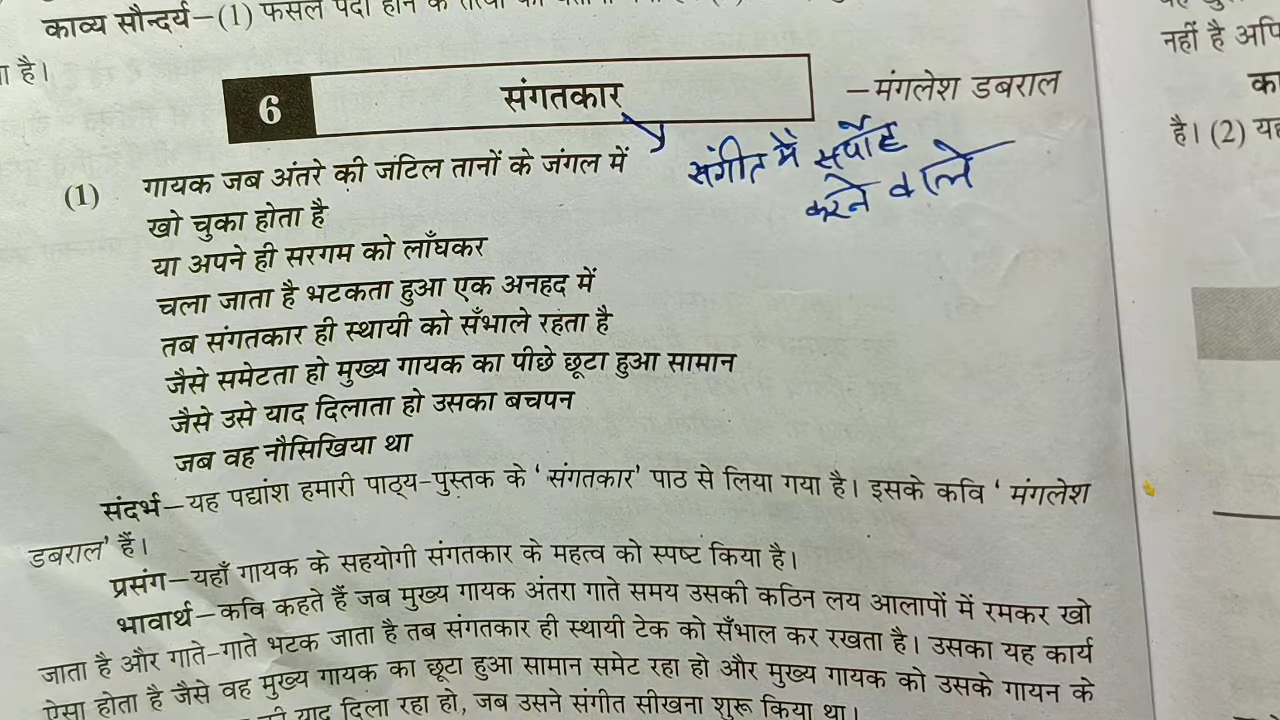 काव्य सौन्दर्य–(1) फसल पैदा होने के तत्वों
ा है।
6 संगतकार –मंगलेश डबराल
संगीत में सपोर्ट
करने वाले
(1) गायक जब अंतरे की जटिल तानों के जंगल में
खो चुका होता है
या अपने ही सरगम को लाँघकर
चला जाता है भटकता हुआ एक अनहद में
तब संगतकार ही स्थायी को सँभाले रहता है
जैसे समेटता हो मुख्य गायक का पीछे छूटा हुआ सामान
जैसे उसे याद दिलाता हो उसका बचपन
जब वह नौसिखिया था
संदर्भ–यह पद्यांश हमारी पाठ्य-पुस्तक के 'संगतकार' पाठ से लिया गया है। इसके कवि 'मंगलेश
डबराल' हैं।
प्रसंग–यहाँ गायक के सहयोगी संगतकार के महत्व को स्पष्ट किया है।
भावार्थ–कवि कहते हैं जब मुख्य गायक अंतरा गाते समय उसकी कठिन लय आलापों में रमकर खो
जाता है और गाते-गाते भटक जाता है तब संगतकार ही स्थायी टेक को सँभाल कर रखता है। उसका यह कार्य
ऐसा होता है जैसे वह मुख्य गायक का छूटा हुआ सामान समेट रहा हो और मुख्य गायक को उसके गायन के
याद दिला रहा हो, जब उसने संगीत सीखना शुरू किया था।
नहीं है अपि
का
है। (2) यह